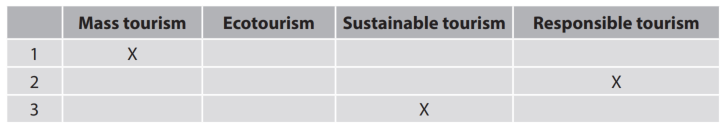 Mass tourism Ecotourism Sustainable tourism Responsible tourism
1 X
2 X
3 X